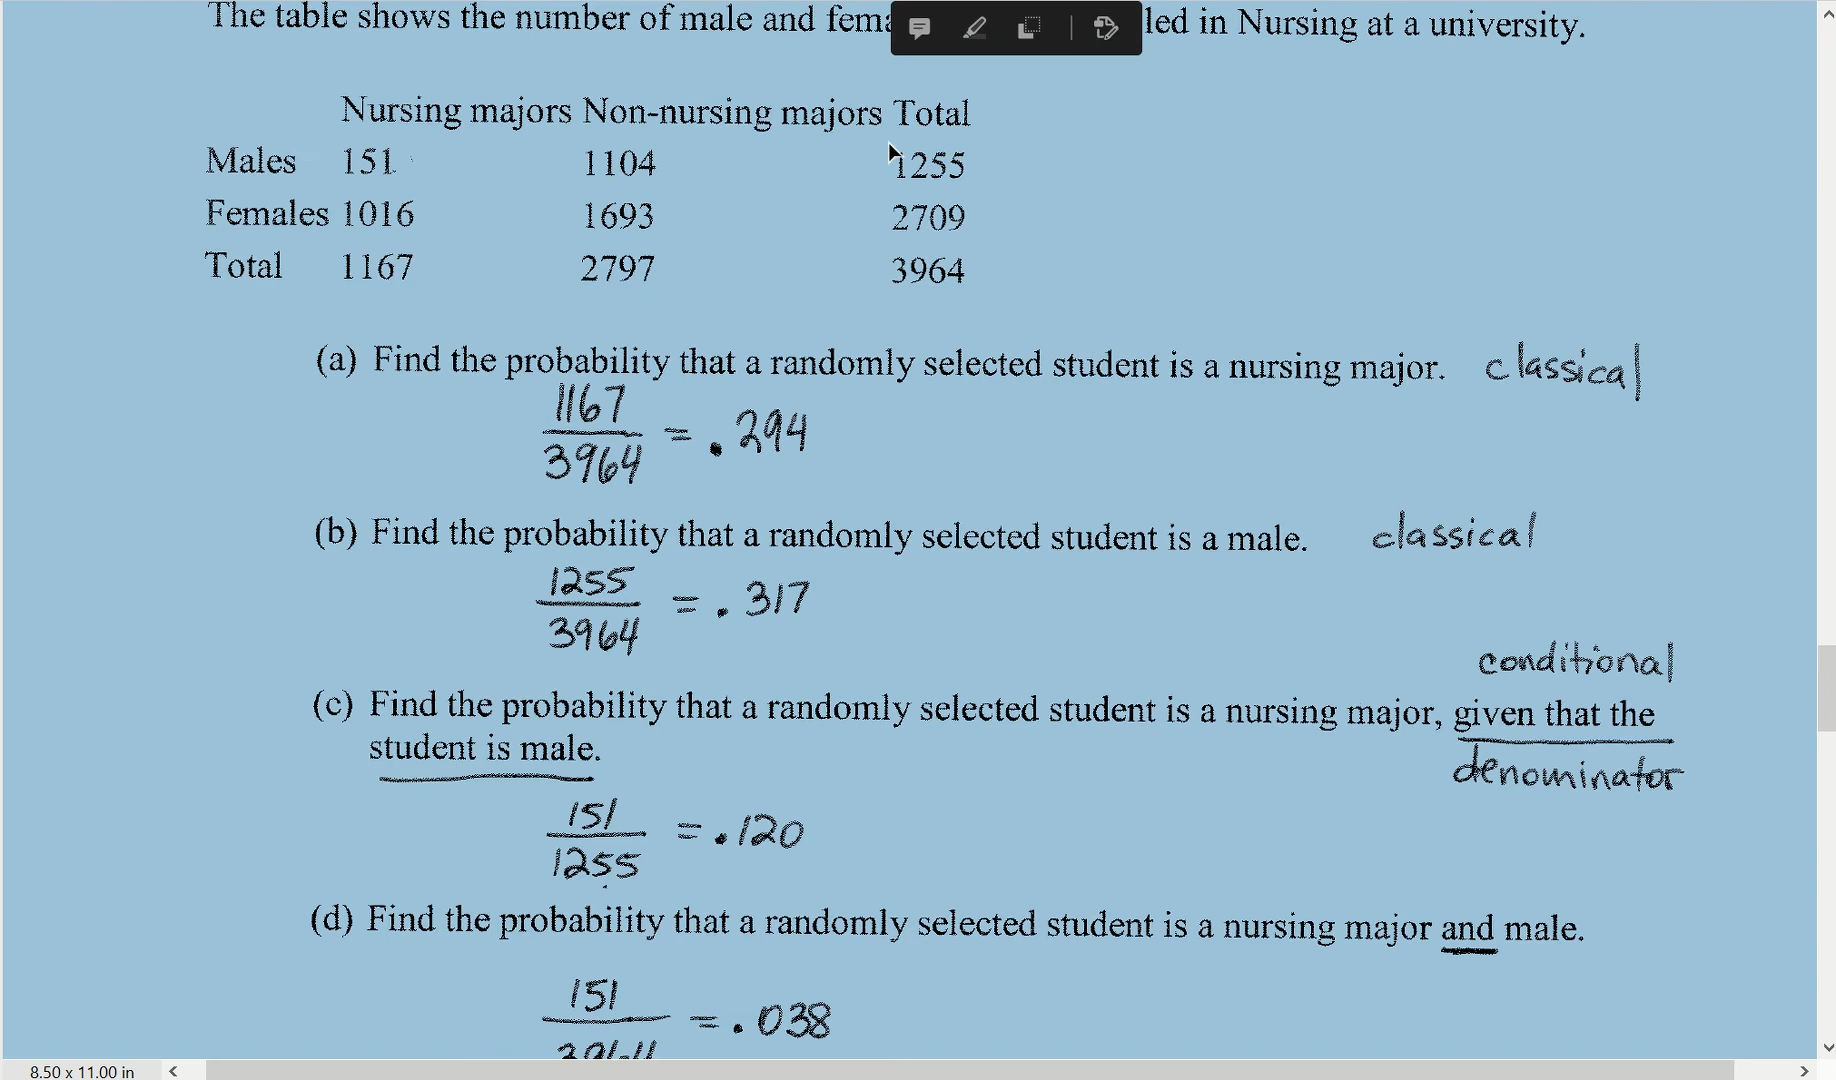 The table shows the number of male and fema led in Nursing at a university.
Nursing majors Non-nursing majors Total
Males 151 1104 1255
Females 1016 1693 2709
Total 1167 2797 3964
(a) Find the probability that a randomly selected student is a nursing major. classical
1167
3964
= .294
(b) Find the probability that a randomly selected student is a male. classical
1255
3964
= .317
conditional
(c) Find the probability that a randomly selected student is a nursing major, given that the
student is male.
denominator
151
1255
= .120
(d) Find the probability that a randomly selected student is a nursing major and male.
151
3964
= .038
8.50 x 11.00 in